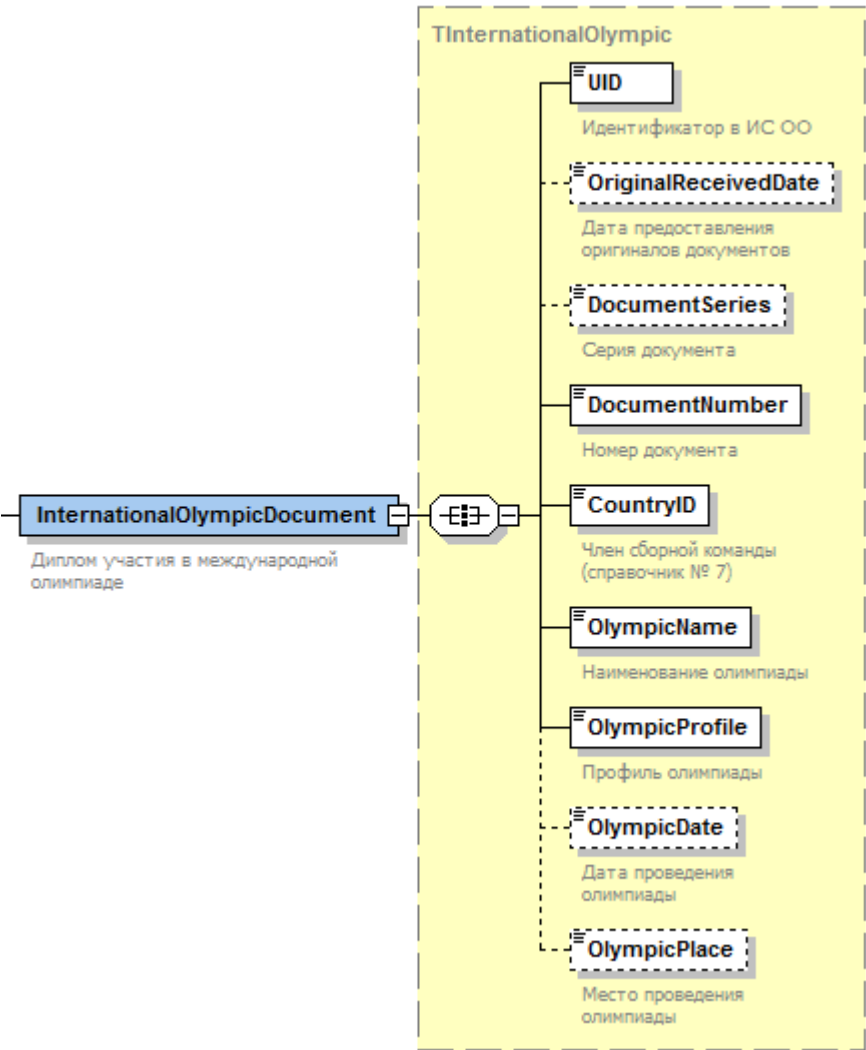 TInternationalOlympic
UID
Идентификатор в ИС ОО
OriginalReceivedDate
Дата предоставления
оригиналов документов
DocumentSeries
Серия документа
DocumentNumber
Номер документа
InternationalOlympicDocument
Диплом участия в международной
олимпиаде
CountryID
Член сборной команды
(справочник № 7)
OlympicName
Наименование олимпиады
OlympicProfile
Профиль олимпиады
OlympicDate
Дата проведения
олимпиады
OlympicPlace
Место проведения
олимпиады